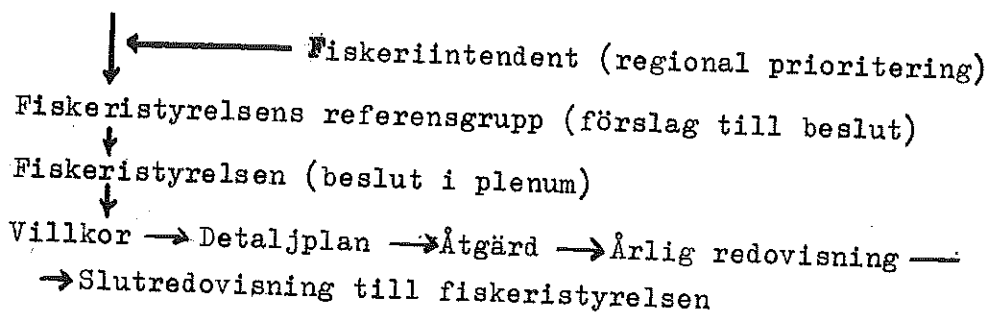 Fiskeriintendent (regional prioritering)
Fiskeristyrelsens referensgrupp (förslag till beslut)
Fiskeristyrelsen (beslut i plenum)
Villkor → Detaljplan → Åtgärd → Årlig redovisning —
→ Slutredovisning till fiskeristyrelsen